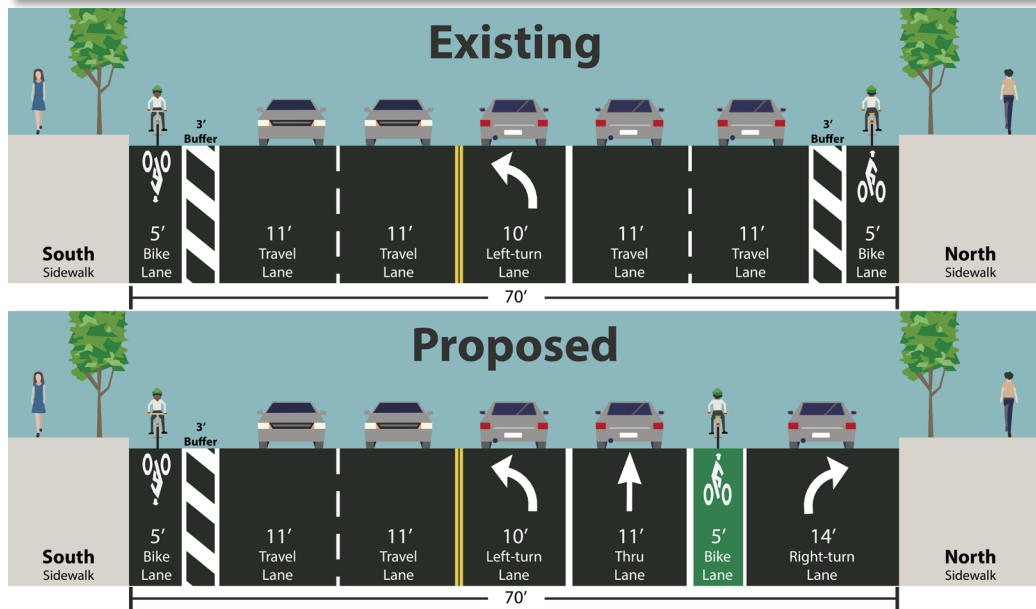 Existing
3’
Buffer
3’
Buffer
South
Sidewalk
5’
Bike
Lane
11’
Travel
Lane
11’
Travel
Lane
10’
Left-turn
Lane
11’
Travel
Lane
11’
Travel
Lane
5’
Bike
Lane
North
Sidewalk
70’
Proposed
3’
Buffer
South
Sidewalk
5’
Bike
Lane
11’
Travel
Lane
11’
Travel
Lane
10’
Left-turn
Lane
11’
Thru
Lane
5’
Bike
Lane
14’
Right-turn
Lane
North
Sidewalk
70’